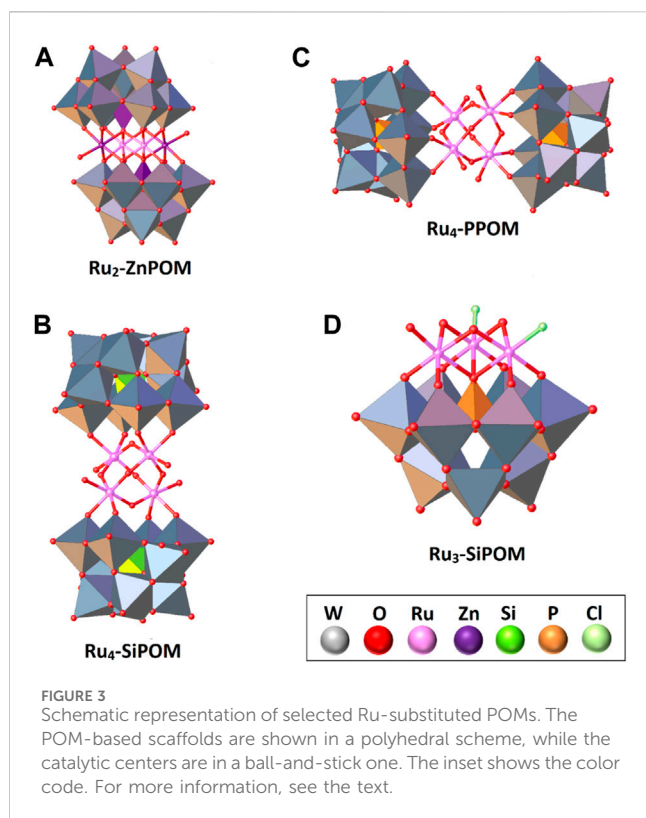 A
Ru₂-ZnPOM
B
Ru₄-SiPOM
C
Ru₄-PPOM
D
Ru₃-SiPOM
W O Ru Zn Si P Cl
FIGURE 3
Schematic representation of selected Ru-substituted POMs. The
POM-based scaffolds are shown in a polyhedral scheme, while the
catalytic centers are in a ball-and-stick one. The inset shows the color
code. For more information, see the text.